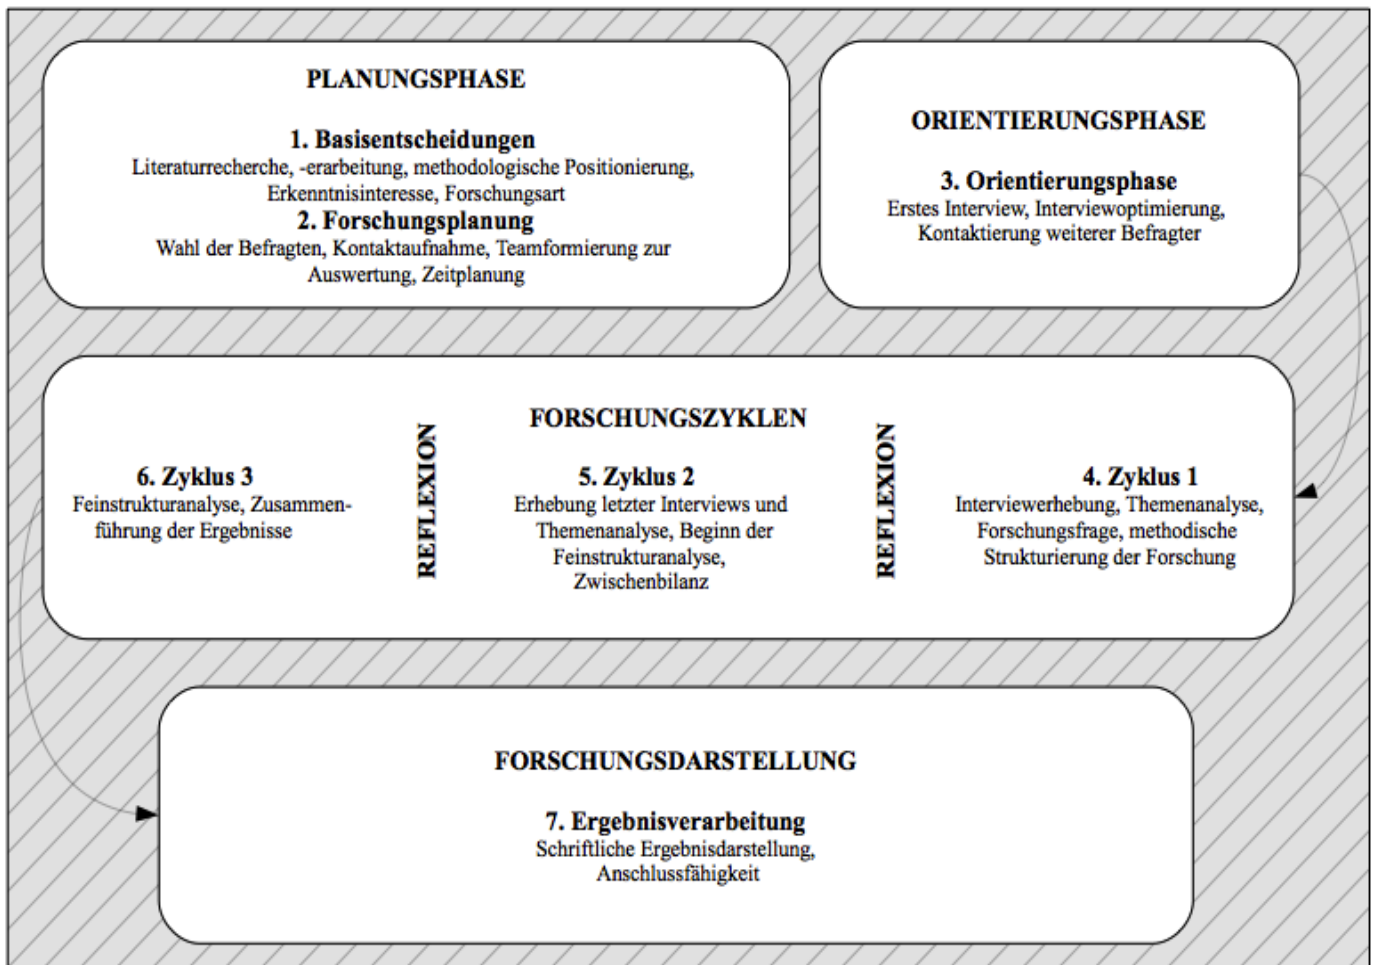 PLANUNGSPHASE
1. Basisentscheidungen
Literaturrecherche, -erarbeitung, methodologische Positionierung,
Erkenntnisinteresse, Forschungsart
2. Forschungsplanung
Wahl der Befragten, Kontaktaufnahme, Teamformierung zur
Auswertung, Zeitplanung
ORIENTIERUNGSPHASE
3. Orientierungsphase
Erstes Interview, Interviewoptimierung,
Kontaktierung weiterer Befragter
FORSCHUNGSZYKLEN
6. Zyklus 3
Feinstrukturanalyse, Zusammen-
führung der Ergebnisse
REFLEXION
5. Zyklus 2
Erhebung letzter Interviews und
Themenanalyse, Beginn der
Feinstrukturanalyse,
Zwischenbilanz
REFLEXION
4. Zyklus 1
Interviewerhebung, Themenanalyse,
Forschungsfrage, methodische
Strukturierung der Forschung
FORSCHUNGSDARSTELLUNG
7. Ergebnisverarbeitung
Schriftliche Ergebnisdarstellung,
Anschlussfähigkeit